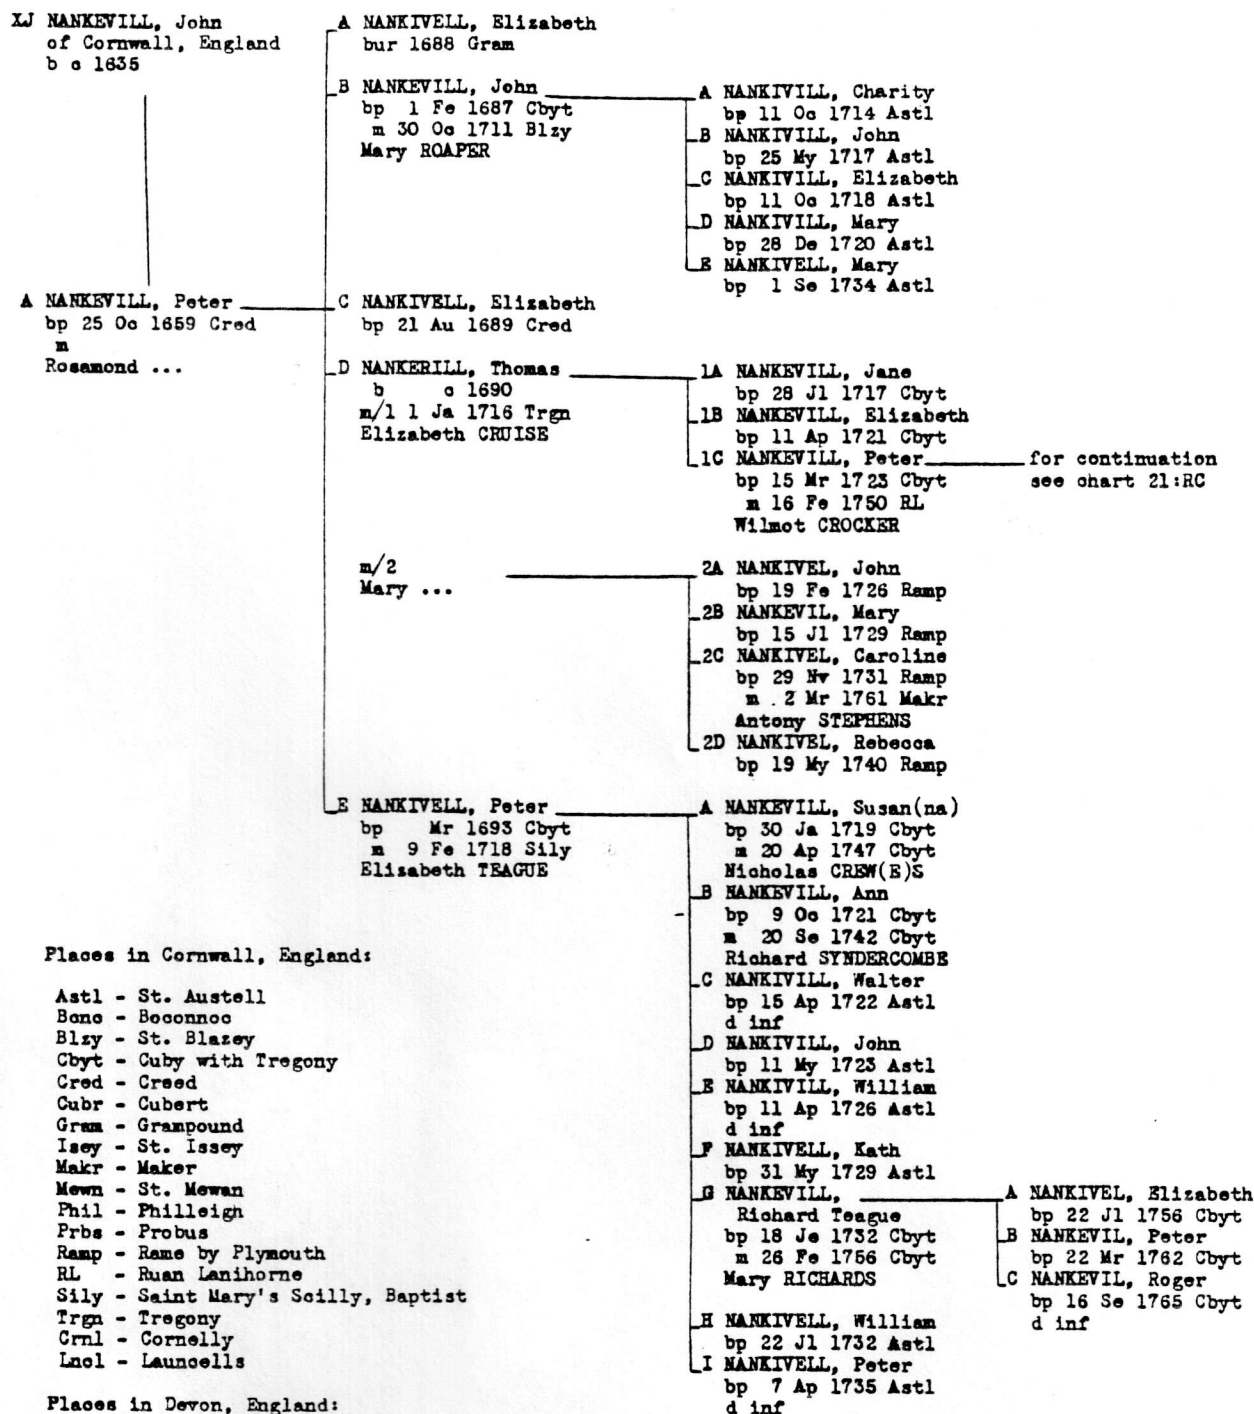 XJ NANKEVILL, John
of Cornwall, England
b c 1635
A NANKEVILL, Peter
bp 25 Oc 1659 Cred
m
Rosamond ...
A NANKIVELL, Elizabeth
bur 1688 Gram
B NANKEVILL, John
bp 1 Fe 1687 Cbyt
m 30 Oc 1711 Blzy
Mary ROAPER
A NANKIVILL, Charity
bp 11 Oc 1714 Astl
B NANKIVILL, John
bp 25 My 1717 Astl
C NANKIVILL, Elizabeth
bp 11 Oc 1718 Astl
D NANKIVILL, Mary
bp 28 De 1720 Astl
E NANKIVELL, Mary
bp 1 Se 1734 Astl
C NANKIVELL, Elisabeth
bp 21 Au 1689 Cred
D NANKERILL, Thomas
b c 1690
m/1 1 Ja 1716 Trgn
Elizabeth CRUISE
1A NANKEVILL, Jane
bp 28 Jl 1717 Cbyt
1B NANKEVILL, Elizabeth
bp 11 Ap 1721 Cbyt
1C NANKEVILL, Peter
bp 15 Mr 1723 Cbyt
m 16 Fe 1750 RL
Wilmot CROCKER
for continuation
see chart 21:RC
m/2
Mary ...
2A NANKIVEL, John
bp 19 Fe 1726 Ramp
2B NANKEVIL, Mary
bp 15 Jl 1729 Ramp
2C NANKIVEL, Caroline
bp 29 Nv 1731 Ramp
m 2 Mr 1761 Makr
Antony STEPHENS
2D NANKIVEL, Rebecca
bp 19 My 1740 Ramp
E NANKIVELL, Peter
bp Mr 1693 Cbyt
m 9 Fe 1718 Sily
Elisabeth TEAGUE
A NANKEVILL, Susan(na)
bp 30 Ja 1719 Cbyt
m 20 Ap 1747 Cbyt
Nicholas CREW(E)S
B NANKEVILL, Ann
bp 9 Oc 1721 Cbyt
m 20 Se 1742 Cbyt
Richard SYNDERCOMBE
C NANKIVILL, Walter
bp 15 Ap 1722 Astl
d inf
D NANKIVILL, John
bp 11 My 1723 Astl
E NANKIVILL, William
bp 11 Ap 1726 Astl
d inf
F NANKIVELL, Kath
bp 31 My 1729 Astl
G NANKEVILL,
Richard Teague
bp 18 Je 1732 Cbyt
m 26 Fe 1756 Cbyt
Mary RICHARDS
A NANKIVEL, Elizabeth
bp 22 Jl 1756 Cbyt
B NANKEVIL, Peter
bp 22 Mr 1762 Cbyt
C NANKEVIL, Roger
bp 16 Se 1765 Cbyt
d inf
H NANKIVELL, William
bp 22 Jl 1732 Astl
I NANKIVELL, Peter
bp 7 Ap 1735 Astl
d inf
Places in Cornwall, England:
Astl - St. Austell
Bonc - Boconnoc
Blzy - St. Blazey
Cbyt - Cuby with Tregony
Cred - Creed
Cubr - Cubert
Gram - Grampound
Isey - St. Issey
Makr - Maker
Mewn - St. Mewan
Phil - Philleigh
Prbs - Probus
Ramp - Rame by Plymouth
RL - Ruan Lanihorne
Sily - Saint Mary's Scilly, Baptist
Trgn - Tregony
Crnl - Cornelly
Lncl - Launcells
Places in Devon, England: